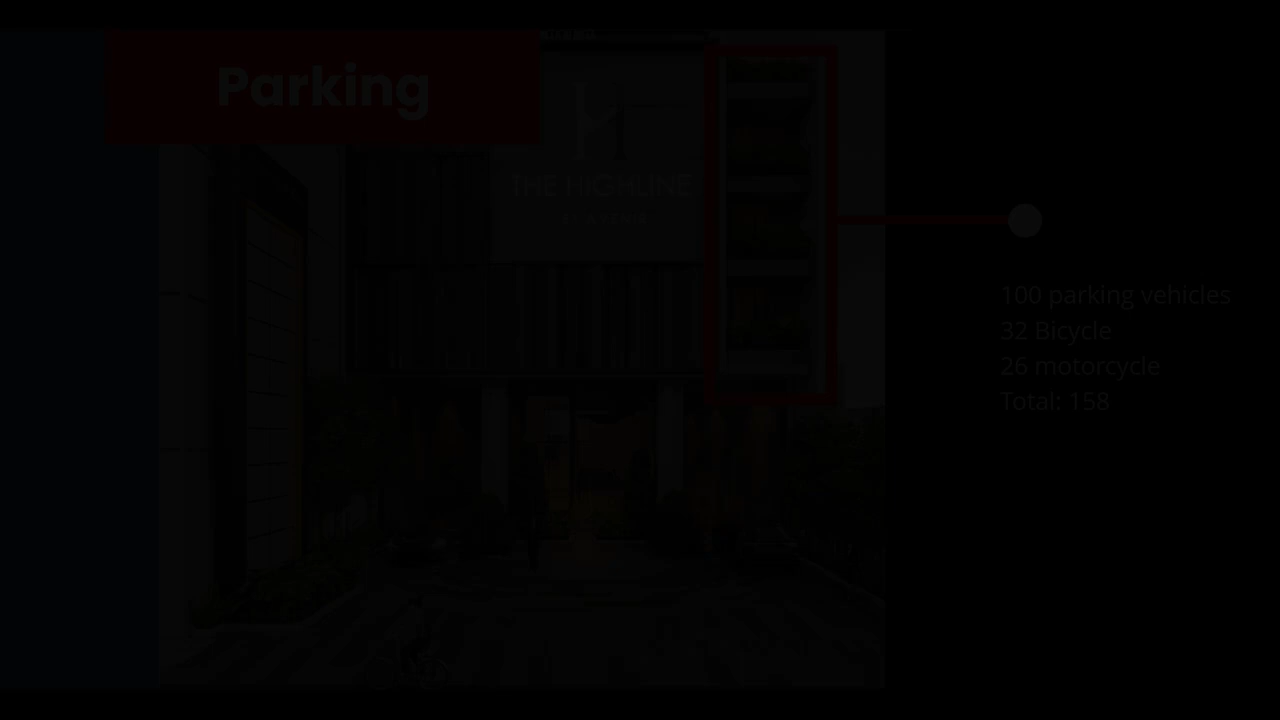 Parking
THE HIGHLINE
100 parking vehicles
32 Bicycle
26 motorcycle
Total: 158